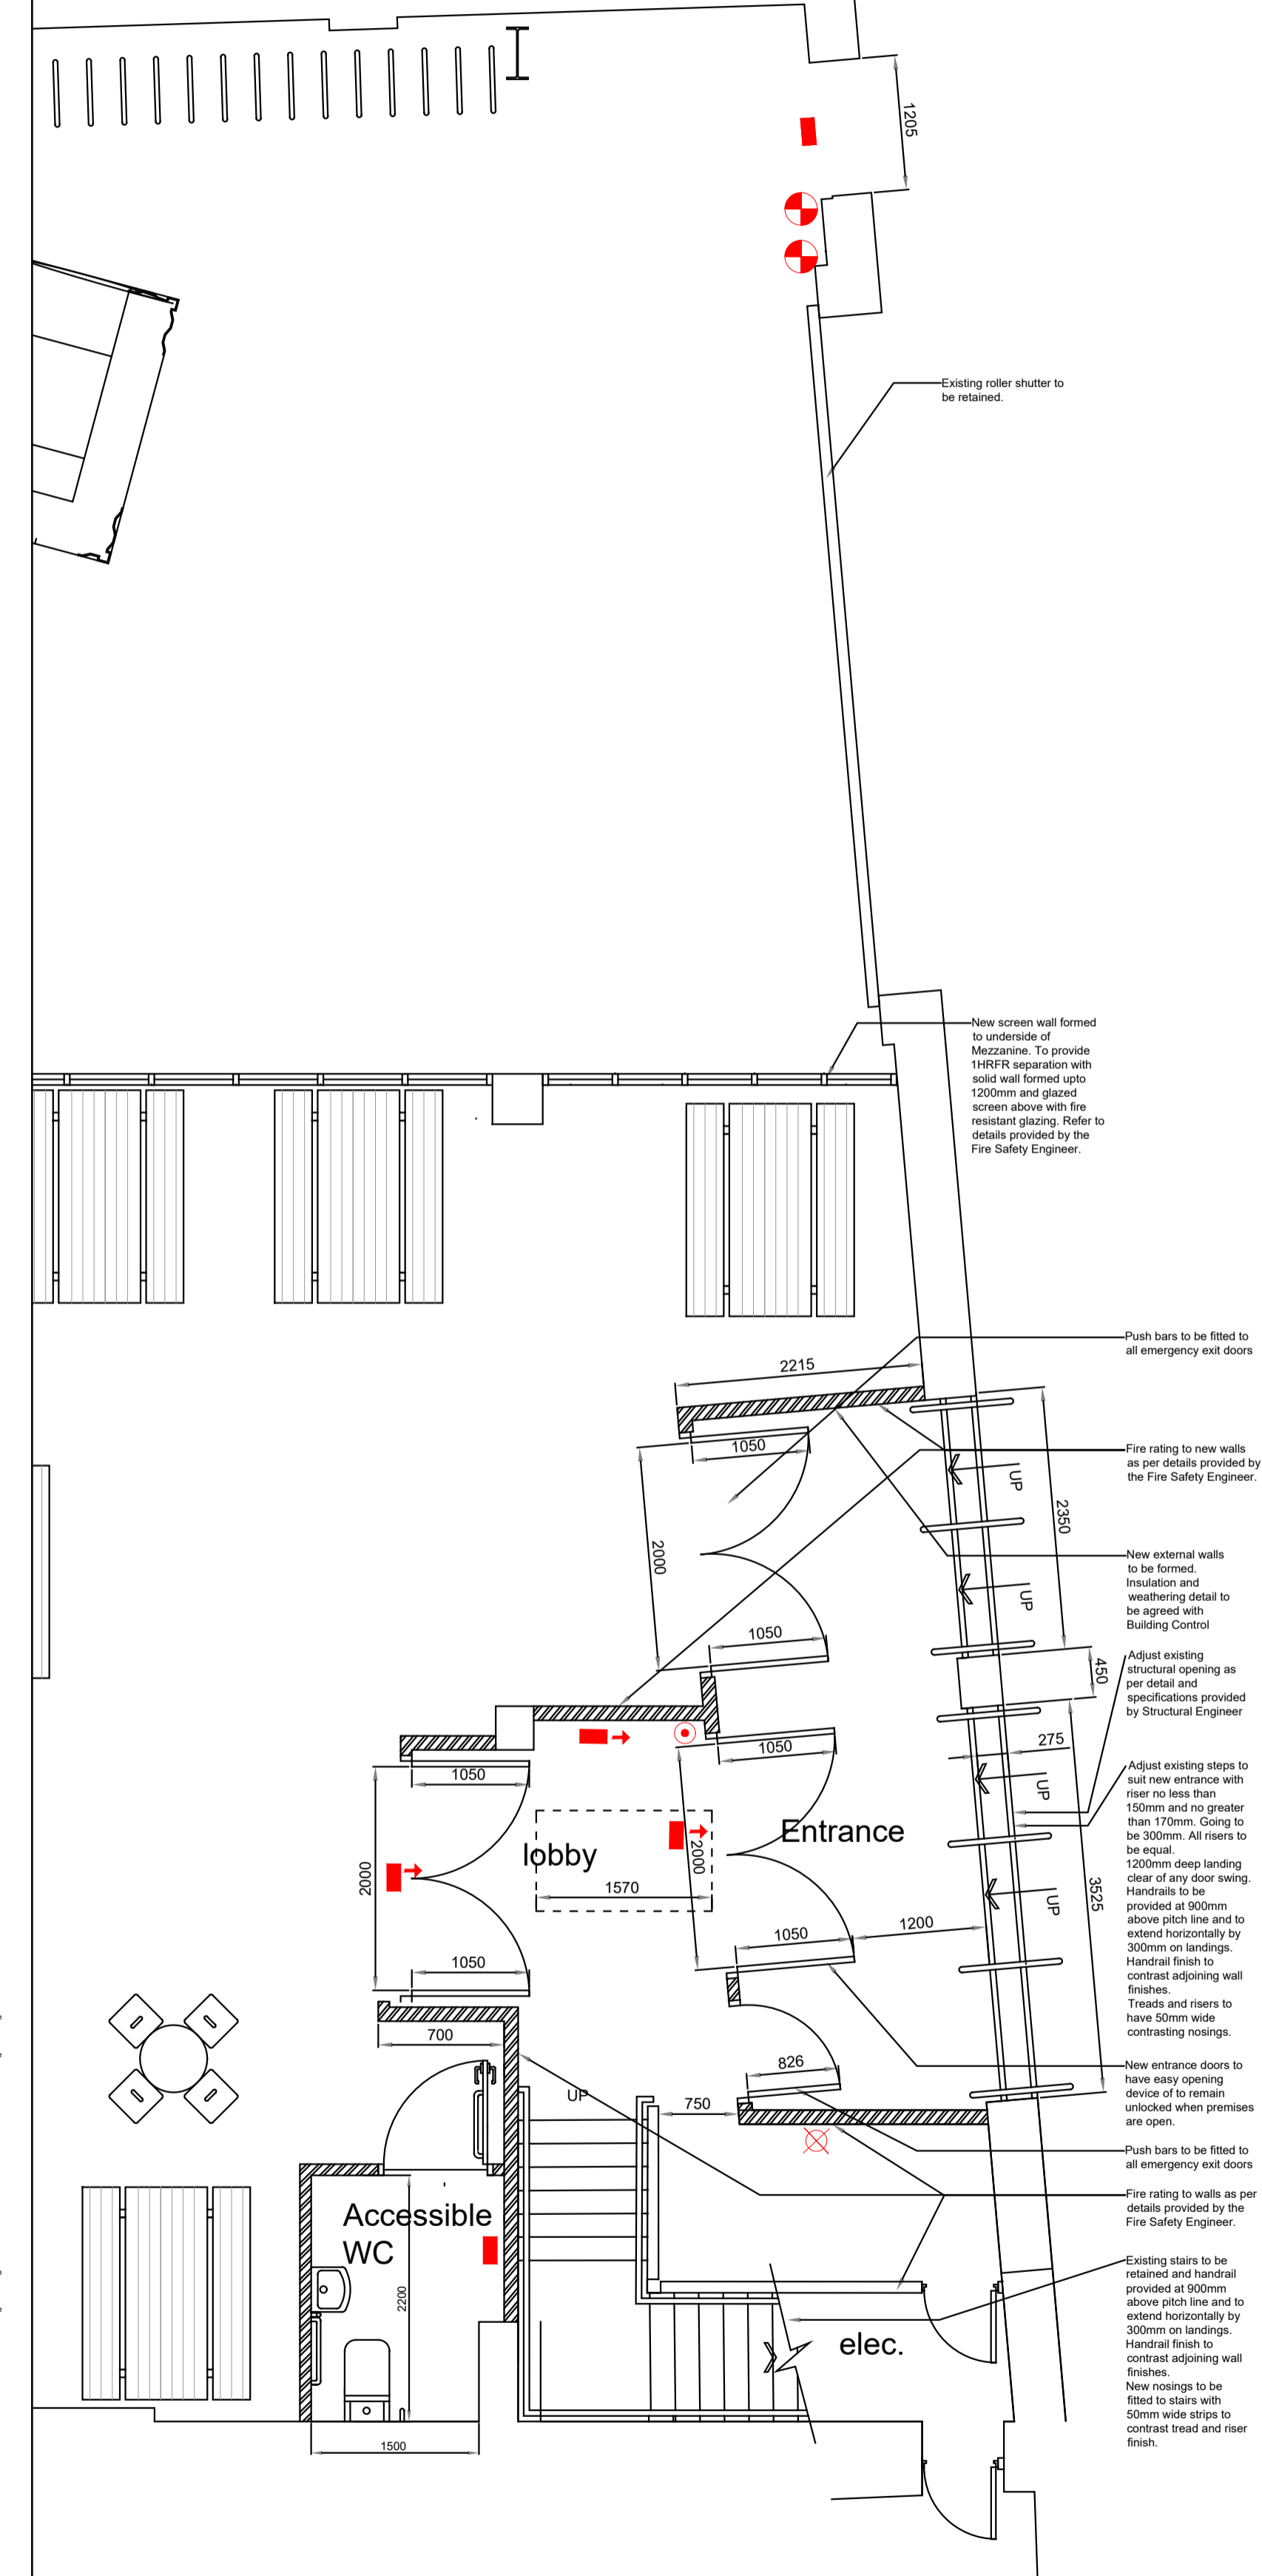 1205
Existing roller shutter to
be retained.
New screen wall formed
to underside of
Mezzanine. To provide
1HRFR separation with
solid wall formed upto
1200mm and glazed
screen above with fire
resistant glazing. Refer to
details provided by the
Fire Safety Engineer.
Push bars to be fitted to
all emergency exit doors
2215
1050
Fire rating to new walls
as per details provided by
the Fire Safety Engineer.
UP
2350
2000
New external walls
to be formed.
Insulation and
weathering detail to
be agreed with
Building Control
UP
1050
Adjust existing
structural opening as
per detail and
specifications provided
by Structural Engineer
450
275
1050
1050
UP
Adjust existing steps to
suit new entrance with
riser no less than
150mm and no greater
than 170mm. Going to
be 300mm. All risers to
be equal.
1200mm deep landing
clear of any door swing.
Handrails to be
provided at 900mm
above pitch line and to
extend horizontally by
300mm on landings.
Handrail finish to
contrast adjoining wall
finishes.
Treads and risers to
have 50mm wide
contrasting nosings.
Entrance
lobby
2000
2000
1570
UP
3525
1200
1050
1050
700
826
New entrance doors to
have easy opening
device of to remain
unlocked when premises
are open.
UP
750
Push bars to be fitted to
all emergency exit doors
Fire rating to walls as per
details provided by the
Fire Safety Engineer.
Accessible
WC
2200
Existing stairs to be
retained and handrail
provided at 900mm
above pitch line and to
extend horizontally by
300mm on landings.
Handrail finish to
contrast adjoining wall
finishes.
New nosings to be
fitted to stairs with
50mm wide strips to
contrast tread and riser
finish.
elec.
1500